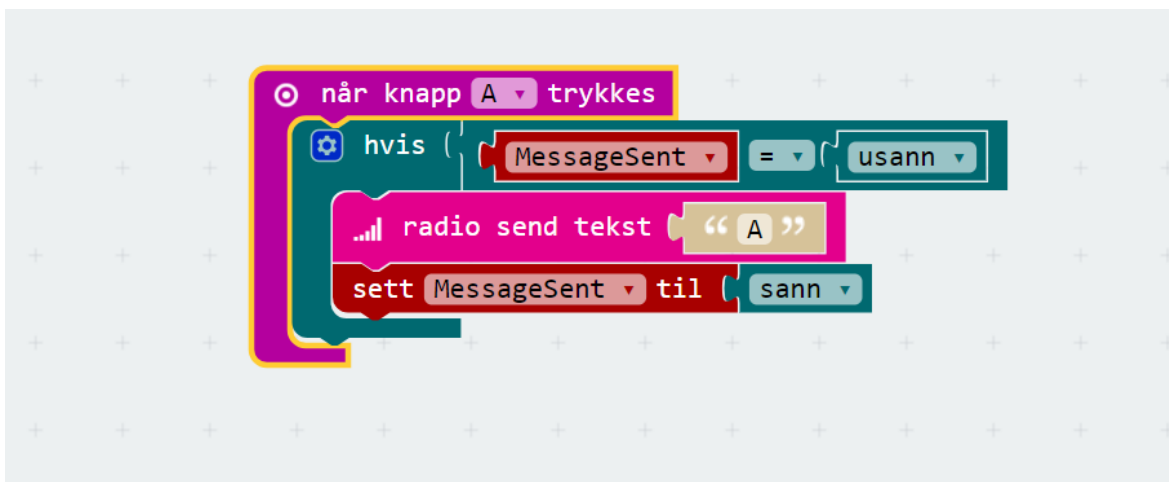 når knapp A trykkes
hvis MessageSent = usann
radio send tekst “ A ”
sett MessageSent til sann